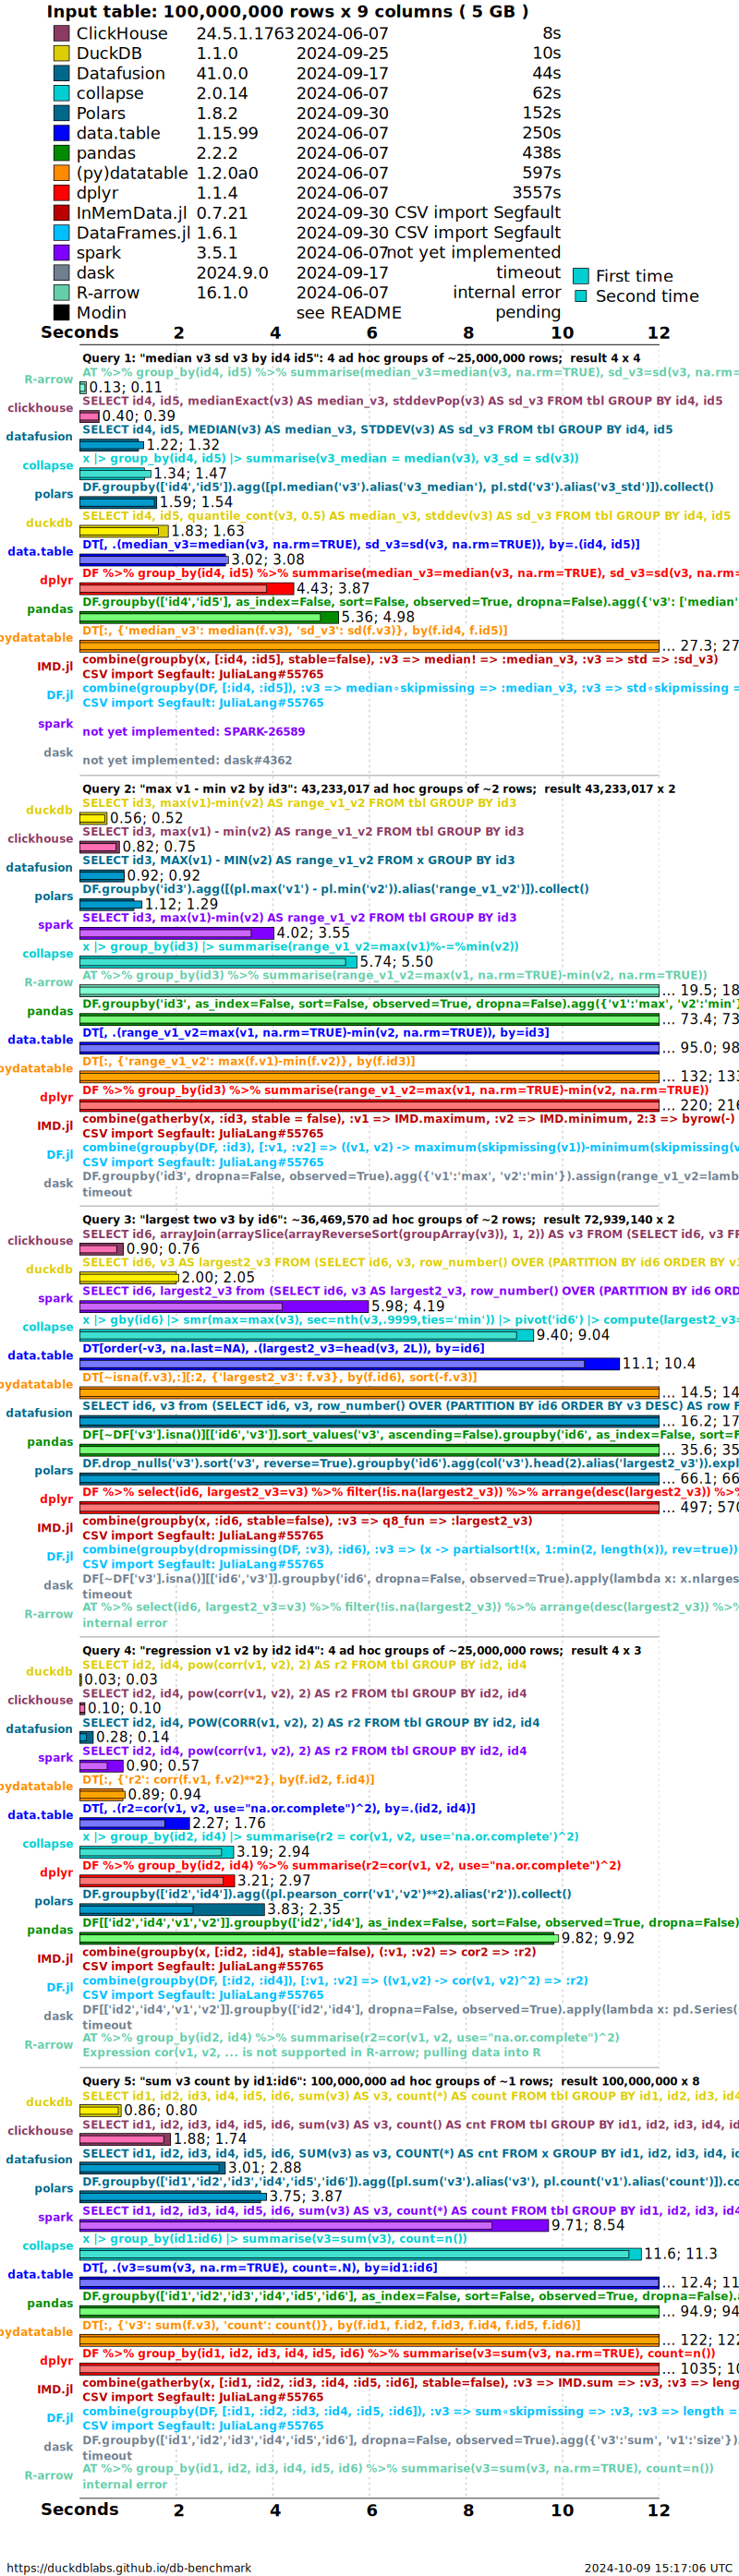 Input table: 100,000,000 rows x 9 columns ( 5 GB )
ClickHouse 24.5.1.1763 2024-06-07 8s
DuckDB 1.1.0 2024-09-25 10s
Datafusion 41.0.0 2024-09-17 44s
collapse 2.0.14 2024-06-07 62s
Polars 1.8.2 2024-09-30 152s
data.table 1.15.99 2024-06-07 250s
pandas 2.2.2 2024-06-07 438s
(py)datatable 1.2.0a0 2024-06-07 597s
dplyr 1.1.4 2024-06-07 3557s
InMemData.jl 0.7.21 2024-09-30 CSV import Segfault
DataFrames.jl 1.6.1 2024-09-30 CSV import Segfault
spark 3.5.1 2024-06-07 not yet implemented
dask 2024.9.0 2024-09-17 timeout
R-arrow 16.1.0 2024-06-07 internal error
Modin see README pending
First time
Second time
Seconds 2 4 6 8 10 12
Query 1: "median v3 sd v3 by id4 id5": 4 ad hoc groups of ~25,000,000 rows;  result 4 x 4
AT %>% group_by(id4, id5) %>% summarise(median_v3=median(v3, na.rm=TRUE), sd_v3=sd(v3, na.rm=
R-arrow 0.13; 0.11
SELECT id4, id5, medianExact(v3) AS median_v3, stddevPop(v3) AS sd_v3 FROM tbl GROUP BY id4, id5
clickhouse 0.40; 0.39
SELECT id4, id5, MEDIAN(v3) AS median_v3, STDDEV(v3) AS sd_v3 FROM tbl GROUP BY id4, id5
datafusion 1.22; 1.32
x |> group_by(id4, id5) |> summarise(v3_median = median(v3), v3_sd = sd(v3))
collapse 1.34; 1.47
DF.groupby(['id4','id5']).agg([pl.median('v3').alias('v3_median'), pl.std('v3').alias('v3_std')]).collect()
polars 1.59; 1.54
SELECT id4, id5, quantile_cont(v3, 0.5) AS median_v3, stddev(v3) AS sd_v3 FROM tbl GROUP BY id4, id5
duckdb 1.83; 1.63
DT[, .(median_v3=median(v3, na.rm=TRUE), sd_v3=sd(v3, na.rm=TRUE)), by=.(id4, id5)]
data.table 3.02; 3.08
DF %>% group_by(id4, id5) %>% summarise(median_v3=median(v3, na.rm=TRUE), sd_v3=sd(v3, na.rm=
dplyr 4.43; 3.87
DF.groupby(['id4','id5'], as_index=False, sort=False, observed=True, dropna=False).agg({'v3': ['median'
pandas 5.36; 4.98
DT[:, {'median_v3': median(f.v3), 'sd_v3': sd(f.v3)}, by(f.id4, f.id5)]
pydatatable ... 27.3; 27
combine(groupby(x, [:id4, :id5], stable=false), :v3 => median! => :median_v3, :v3 => std => :sd_v3)
IMD.jl CSV import Segfault: JuliaLang#55765
combine(groupby(DF, [:id4, :id5]), :v3 => median∘skipmissing => :median_v3, :v3 => std∘skipmissing =
DF.jl CSV import Segfault: JuliaLang#55765
spark not yet implemented: SPARK-26589
dask not yet implemented: dask#4362
Query 2: "max v1 - min v2 by id3": 43,233,017 ad hoc groups of ~2 rows;  result 43,233,017 x 2
SELECT id3, max(v1)-min(v2) AS range_v1_v2 FROM tbl GROUP BY id3
duckdb 0.56; 0.52
SELECT id3, max(v1) - min(v2) AS range_v1_v2 FROM tbl GROUP BY id3
clickhouse 0.82; 0.75
SELECT id3, MAX(v1) - MIN(v2) AS range_v1_v2 FROM x GROUP BY id3
datafusion 0.92; 0.92
DF.groupby('id3').agg([(pl.max('v1') - pl.min('v2')).alias('range_v1_v2')]).collect()
polars 1.12; 1.29
SELECT id3, max(v1)-min(v2) AS range_v1_v2 FROM tbl GROUP BY id3
spark 4.02; 3.55
x |> group_by(id3) |> summarise(range_v1_v2=max(v1)%-=%min(v2))
collapse 5.74; 5.50
AT %>% group_by(id3) %>% summarise(range_v1_v2=max(v1, na.rm=TRUE)-min(v2, na.rm=TRUE))
R-arrow ... 19.5; 18
DF.groupby('id3', as_index=False, sort=False, observed=True, dropna=False).agg({'v1':'max', 'v2':'min'}
pandas ... 73.4; 73
DT[, .(range_v1_v2=max(v1, na.rm=TRUE)-min(v2, na.rm=TRUE)), by=id3]
data.table ... 95.0; 98
DT[:, {'range_v1_v2': max(f.v1)-min(f.v2)}, by(f.id3)]
pydatatable ... 132; 133
DF %>% group_by(id3) %>% summarise(range_v1_v2=max(v1, na.rm=TRUE)-min(v2, na.rm=TRUE))
dplyr ... 220; 216
combine(gatherby(x, :id3, stable = false), :v1 => IMD.maximum, :v2 => IMD.minimum, 2:3 => byrow(-)
IMD.jl CSV import Segfault: JuliaLang#55765
combine(groupby(DF, :id3), [:v1, :v2] => ((v1, v2) -> maximum(skipmissing(v1))-minimum(skipmissing(v
DF.jl CSV import Segfault: JuliaLang#55765
DF.groupby('id3', dropna=False, observed=True).agg({'v1':'max', 'v2':'min'}).assign(range_v1_v2=lamb
dask timeout
Query 3: "largest two v3 by id6": ~36,469,570 ad hoc groups of ~2 rows;  result 72,939,140 x 2
SELECT id6, arrayJoin(arraySlice(arrayReverseSort(groupArray(v3)), 1, 2)) AS v3 FROM (SELECT id6, v3 FR
clickhouse 0.90; 0.76
SELECT id6, v3 AS largest2_v3 FROM (SELECT id6, v3, row_number() OVER (PARTITION BY id6 ORDER BY v3
duckdb 2.00; 2.05
SELECT id6, largest2_v3 from (SELECT id6, v3 AS largest2_v3, row_number() OVER (PARTITION BY id6 ORD
spark 5.98; 4.19
x |> gby(id6) |> smr(max=max(v3), sec=nth(v3,.9999,ties='min')) |> pivot('id6') |> compute(largest2_v3=
collapse 9.40; 9.04
DT[order(-v3, na.last=NA), .(largest2_v3=head(v3, 2L)), by=id6]
data.table 11.1; 10.4
DT[~isna(f.v3),:][:2, {'largest2_v3': f.v3}, by(f.id6), sort(-f.v3)]
pydatatable ... 14.5; 14
SELECT id6, v3 from (SELECT id6, v3, row_number() OVER (PARTITION BY id6 ORDER BY v3 DESC) AS row F
datafusion ... 16.2; 17
DF[~DF['v3'].isna()][['id6','v3']].sort_values('v3', ascending=False).groupby('id6', as_index=False, sort=F
pandas ... 35.6; 35
DF.drop_nulls('v3').sort('v3', reverse=True).groupby('id6').agg(col('v3').head(2).alias('largest2_v3')).expl
polars ... 66.1; 66
DF %>% select(id6, largest2_v3=v3) %>% filter(!is.na(largest2_v3)) %>% arrange(desc(largest2_v3)) %>%
dplyr ... 497; 570
combine(groupby(x, :id6, stable=false), :v3 => q8_fun => :largest_v3)
IMD.jl CSV import Segfault: JuliaLang#55765
combine(groupby(dropmissing(DF, :v3), :id6), :v3 => (x -> partialsort!(x, 1:min(2, length(x)), rev=true))
DF.jl CSV import Segfault: JuliaLang#55765
DF[~DF['v3'].isna()][['id6','v3']].groupby('id6', dropna=False, observed=True).apply(lambda x: x.nlarges
dask timeout
AT %>% select(id6, largest2_v3=v3) %>% filter(!is.na(largest2_v3)) %>% arrange(desc(largest2_v3)) %>%
R-arrow internal error
Query 4: "regression v1 v2 by id2 id4": 4 ad hoc groups of ~25,000,000 rows;  result 4 x 3
SELECT id2, id4, pow(corr(v1, v2), 2) AS r2 FROM tbl GROUP BY id2, id4
duckdb 0.03; 0.03
SELECT id2, id4, pow(corr(v1, v2), 2) AS r2 FROM tbl GROUP BY id2, id4
clickhouse 0.10; 0.10
SELECT id2, id4, POW(CORR(v1, v2), 2) AS r2 FROM tbl GROUP BY id2, id4
datafusion 0.28; 0.14
SELECT id2, id4, pow(corr(v1, v2), 2) AS r2 FROM tbl GROUP BY id2, id4
spark 0.90; 0.57
DT[:, {'r2': corr(f.v1, f.v2)**2}, by(f.id2, f.id4)]
pydatatable 0.89; 0.94
DT[, .(r2=cor(v1, v2, use="na.or.complete")^2), by=.(id2, id4)]
data.table 2.27; 1.76
x |> group_by(id2, id4) |> summarise(r2 = cor(v1, v2, use='na.or.complete')^2)
collapse 3.19; 2.94
DF %>% group_by(id2, id4) %>% summarise(r2=cor(v1, v2, use="na.or.complete")^2)
dplyr 3.21; 2.97
DF.groupby(['id2','id4']).agg((pl.pearson_corr('v1','v2')**2).alias('r2')).collect()
polars 3.83; 2.35
DF[['id2','id4','v1','v2']].groupby(['id2','id4'], as_index=False, sort=False, observed=True, dropna=False)
pandas 9.82; 9.92
combine(groupby(x, [:id2, :id4], stable=false), (:v1, :v2) => cor2 => :r2)
IMD.jl CSV import Segfault: JuliaLang#55765
combine(groupby(DF, [:id2, :id4]), [:v1, :v2] => ((v1,v2) -> cor(v1, v2)^2) => :r2)
DF.jl CSV import Segfault: JuliaLang#55765
DF[['id2','id4','v1','v2']].groupby(['id2','id4'], dropna=False, observed=True).apply(lambda x: pd.Series(
dask timeout
AT %>% group_by(id2, id4) %>% summarise(r2=cor(v1, v2, use="na.or.complete")^2)
R-arrow Expression cor(v1, v2, ... is not supported in R-arrow; pulling data into R
Query 5: "sum v3 count by id1:id6": 100,000,000 ad hoc groups of ~1 rows;  result 100,000,000 x 8
SELECT id1, id2, id3, id4, id5, id6, sum(v3) AS v3, count(*) AS count FROM tbl GROUP BY id1, id2, id3, id4
duckdb 0.86; 0.80
SELECT id1, id2, id3, id4, id5, id6, sum(v3) AS v3, count() AS cnt FROM tbl GROUP BY id1, id2, id3, id4, id
clickhouse 1.88; 1.74
SELECT id1, id2, id3, id4, id5, id6, SUM(v3) as v3, COUNT(*) AS cnt FROM x GROUP BY id1, id2, id3, id4, id
datafusion 3.01; 2.88
DF.groupby(['id1','id2','id3','id4','id5','id6']).agg([pl.sum('v3').alias('v3'), pl.count('v1').alias('count')]).co
polars 3.75; 3.87
SELECT id1, id2, id3, id4, id5, id6, sum(v3) AS v3, count(*) AS count FROM tbl GROUP BY id1, id2, id3, id4
spark 9.71; 8.54
x |> group_by(id1:id6) |> summarise(v3=sum(v3), count=n())
collapse 11.6; 11.3
DT[, .(v3=sum(v3, na.rm=TRUE), count=.N), by=id1:id6]
data.table ... 12.4; 11
DF.groupby(['id1','id2','id3','id4','id5','id6'], as_index=False, sort=False, observed=True, dropna=False).a
pandas ... 94.9; 94
DT[:, {'v3': sum(f.v3), 'count': count()}, by(f.id1, f.id2, f.id3, f.id4, f.id5, f.id6)]
pydatatable ... 122; 122
DF %>% group_by(id1, id2, id3, id4, id5, id6) %>% summarise(v3=sum(v3, na.rm=TRUE), count=n())
dplyr ... 1035; 10
combine(gatherby(x, [:id1, :id2, :id3, :id4, :id5, :id6], stable=false), :v3 => IMD.sum => :v3, :v3 => leng
IMD.jl CSV import Segfault: JuliaLang#55765
combine(groupby(DF, [:id1, :id2, :id3, :id4, :id5, :id6]), :v3 => sum∘skipmissing => :v3, :v3 => length =
DF.jl CSV import Segfault: JuliaLang#55765
DF.groupby(['id1','id2','id3','id4','id5','id6'], dropna=False, observed=True).agg({'v3':'sum', 'v1':'size'})
dask timeout
AT %>% group_by(id1, id2, id3, id4, id5, id6) %>% summarise(v3=sum(v3, na.rm=TRUE), count=n())
R-arrow internal error
Seconds 2 4 6 8 10 12
https://duckdblabs.github.io/db-benchmark 2024-10-09 15:17:06 UTC